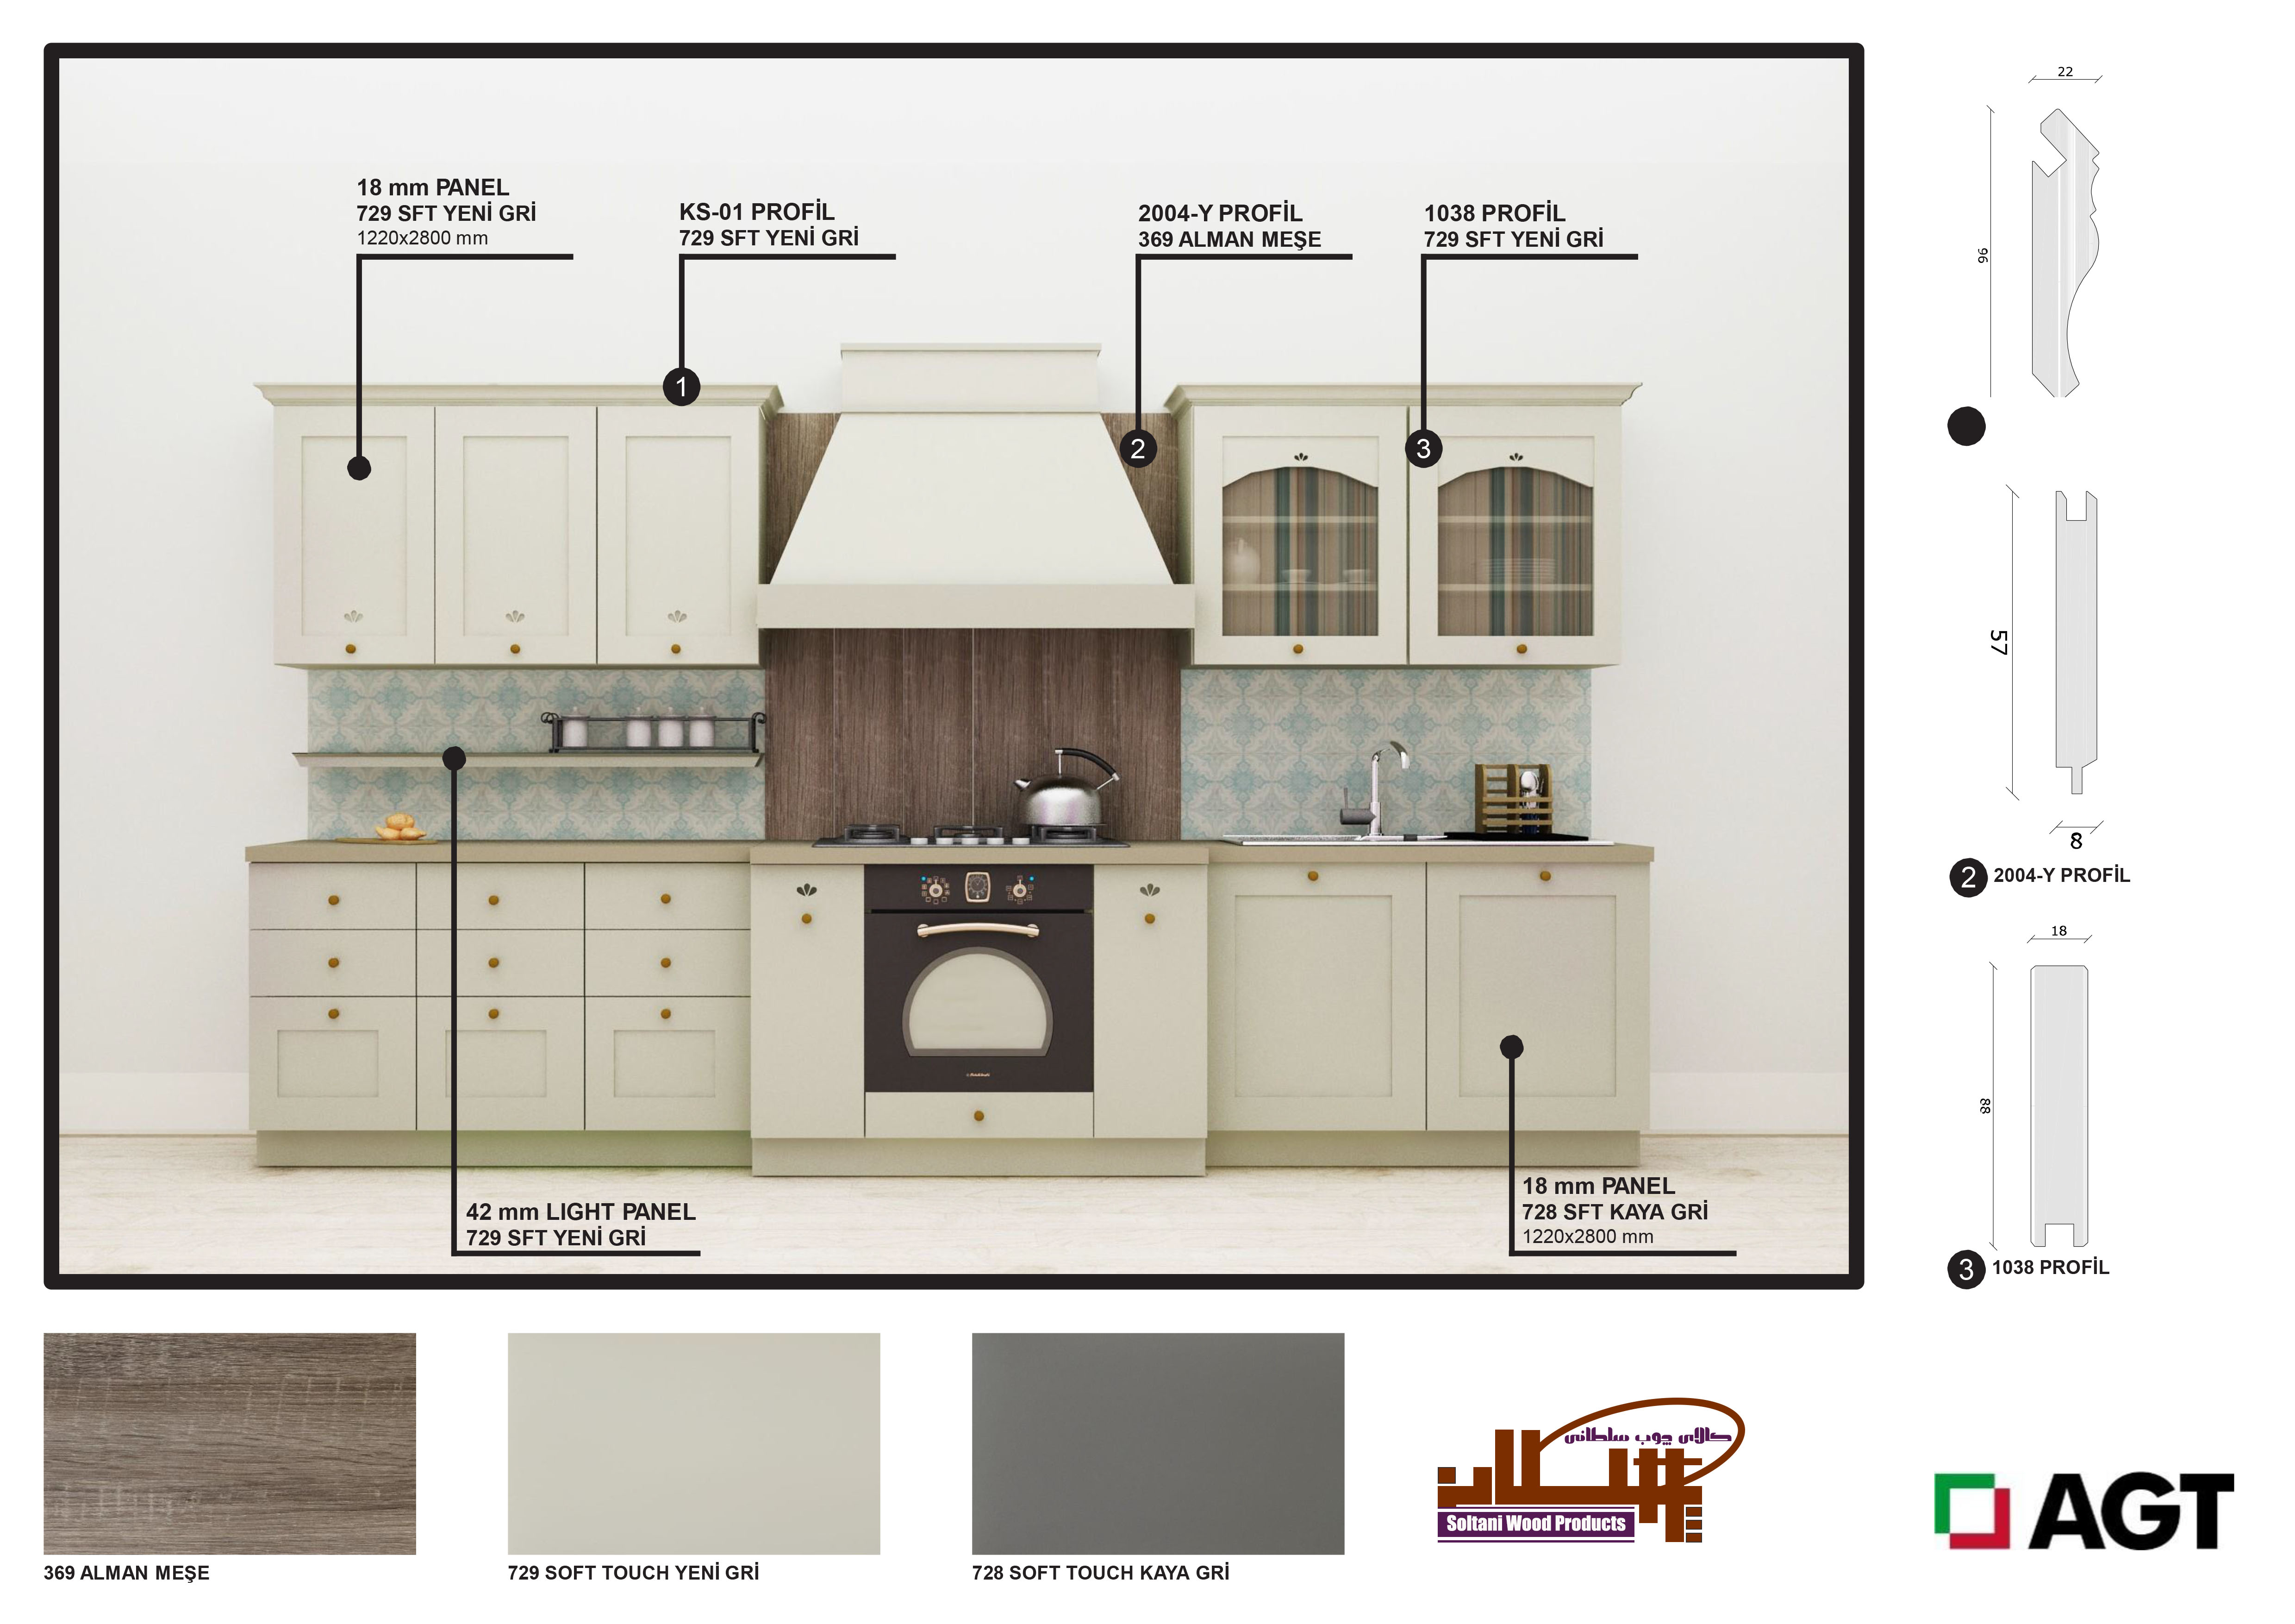 18 mm PANEL
729 SFT YENİ GRİ
1220x2800 mm
KS-01 PROFİL
729 SFT YENİ GRİ
2004-Y PROFİL
369 ALMAN MEŞE
1038 PROFİL
729 SFT YENİ GRİ
1
2
3
42 mm LIGHT PANEL
729 SFT YENİ GRİ
18 mm PANEL
728 SFT KAYA GRİ
1220x2800 mm
22
96
57
8
2 2004-Y PROFİL
18
88
3 1038 PROFİL
369 ALMAN MEŞE
729 SOFT TOUCH YENİ GRİ
728 SOFT TOUCH KAYA GRİ
کالای چوب سلطانی
Soltani Wood Products
AGT